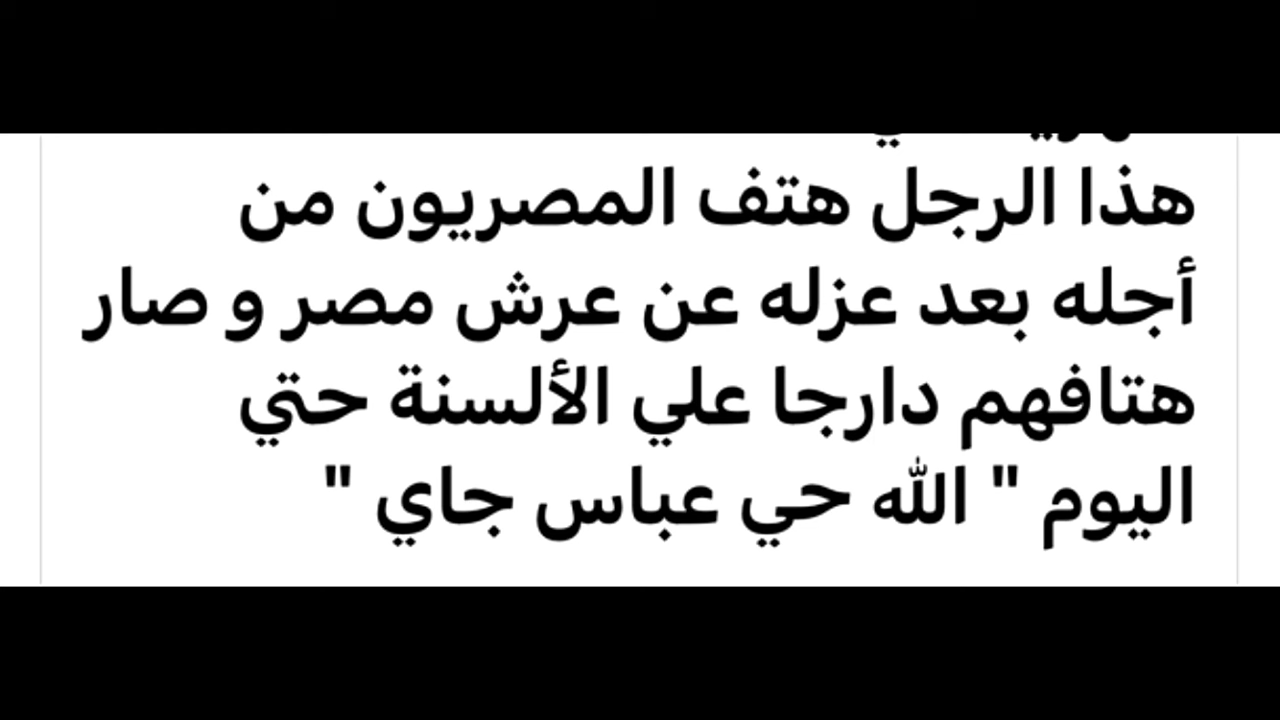 هذا الرجل هتف المصريون من
أجله بعد عزله عن عرش مصر و صار
هتافهم دارجا علي الألسنة حتي
اليوم " الله حي عباس جاي "